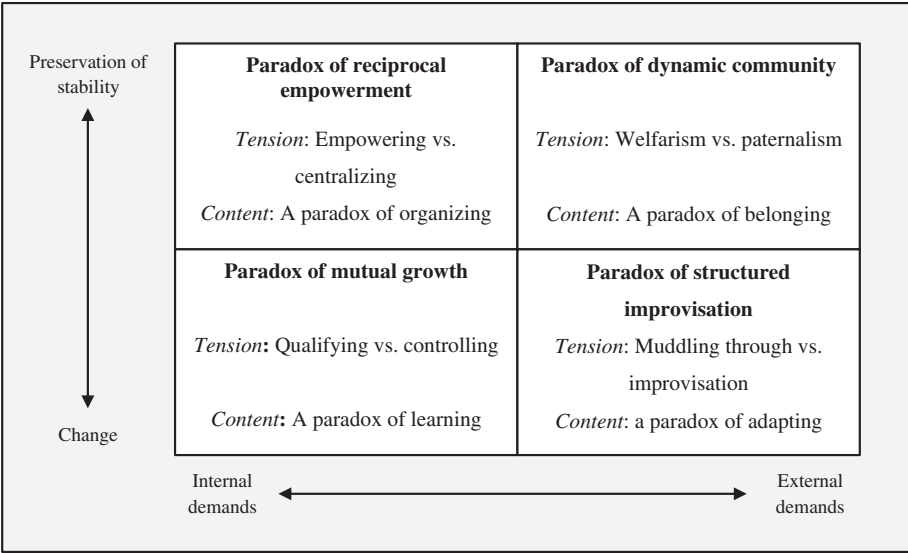 Preservation of
stability
Paradox of reciprocal
empowerment
Tension: Empowering vs.
centralizing
Content: A paradox of organizing
Paradox of dynamic community
Tension: Welfarism vs. paternalism
Content: A paradox of belonging
Paradox of mutual growth
Tension: Qualifying vs. controlling
Content: A paradox of learning
Paradox of structured
improvisation
Tension: Muddling through vs.
improvisation
Content: a paradox of adapting
Change
Internal
demands
External
demands